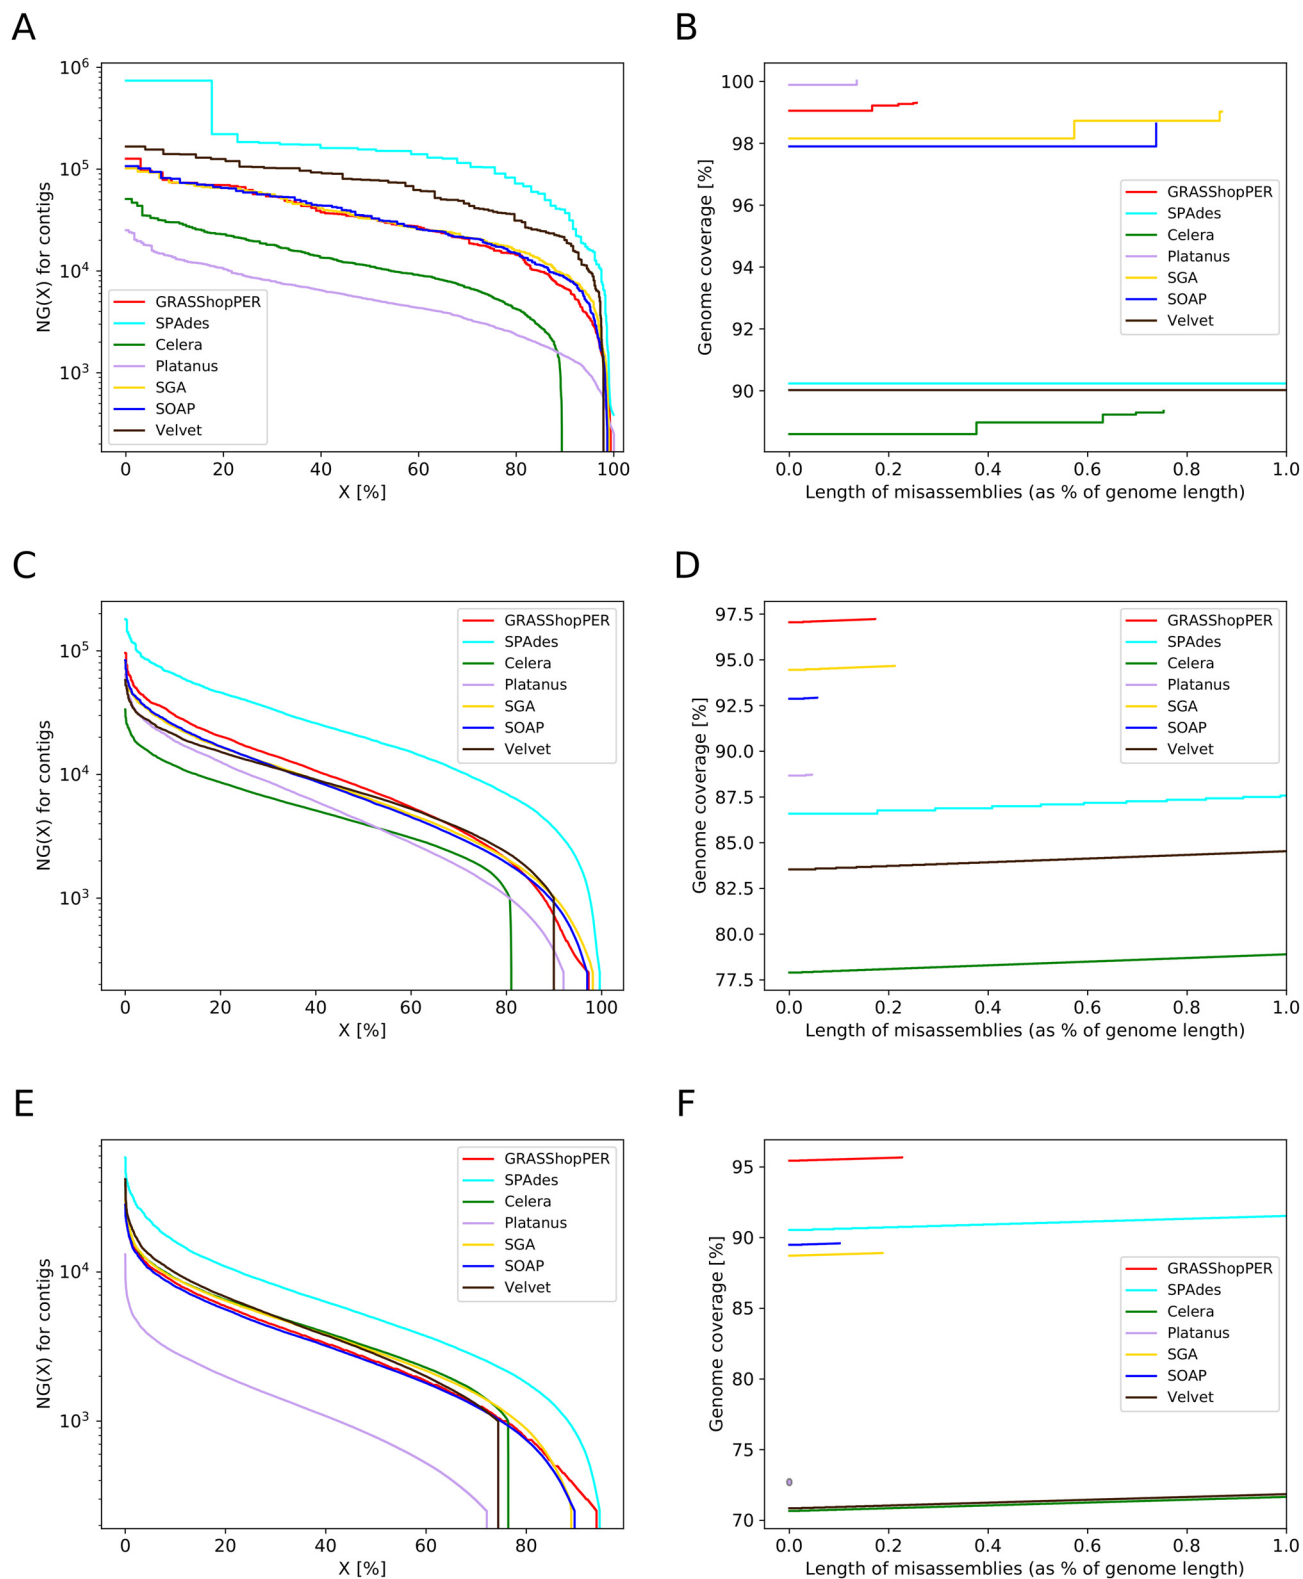 A
NG(X) for contigs
10^6
10^5
10^4
10^3
GRASShopPER
SPAdes
Celera
Platanus
SGA
SOAP
Velvet
0 20 40 60 80 100
X [%]
B
Genome coverage [%]
100
98
96
94
92
90
GRASShopPER
SPAdes
Celera
Platanus
SGA
SOAP
Velvet
0.0 0.2 0.4 0.6 0.8 1.0
Length of misassemblies (as % of genome length)
C
NG(X) for contigs
10^5
10^4
10^3
GRASShopPER
SPAdes
Celera
Platanus
SGA
SOAP
Velvet
0 20 40 60 80 100
X [%]
D
Genome coverage [%]
97.5
95.0
92.5
90.0
87.5
85.0
82.5
80.0
77.5
GRASShopPER
SPAdes
Celera
Platanus
SGA
SOAP
Velvet
0.0 0.2 0.4 0.6 0.8 1.0
Length of misassemblies (as % of genome length)
E
NG(X) for contigs
10^4
10^3
GRASShopPER
SPAdes
Celera
Platanus
SGA
SOAP
Velvet
0 20 40 60 80
X [%]
F
Genome coverage [%]
95
90
85
80
75
70
GRASShopPER
SPAdes
Celera
Platanus
SGA
SOAP
Velvet
0.0 0.2 0.4 0.6 0.8 1.0
Length of misassemblies (as % of genome length)